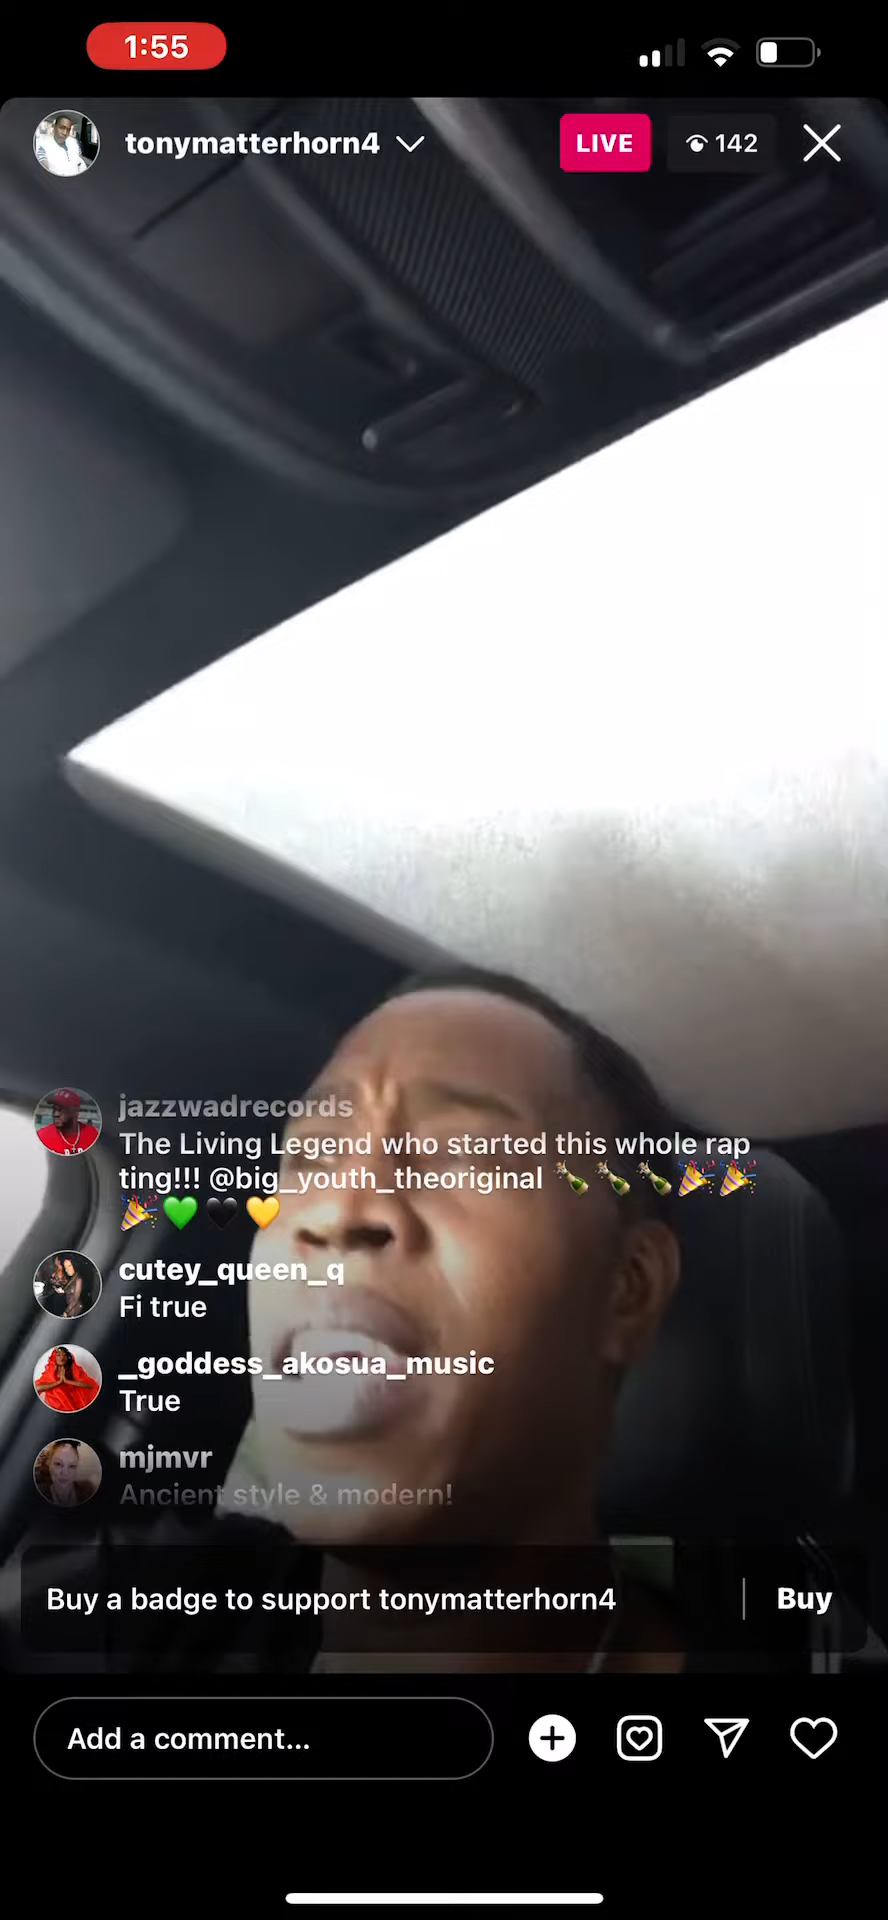 1:55
tonymatterhorn4
LIVE
142
jazzwadrecords
The Living Legend who started this whole rap
ting!!! @big_youth_theoriginal 🍾🍾🍾🎉🎉
🎉💚🖤💛
cutey_queen_q
Fi true
_goddess_akosua_music
True
mjmvr
Ancient style & modern!
Buy a badge to support tonymatterhorn4
Buy
Add a comment...